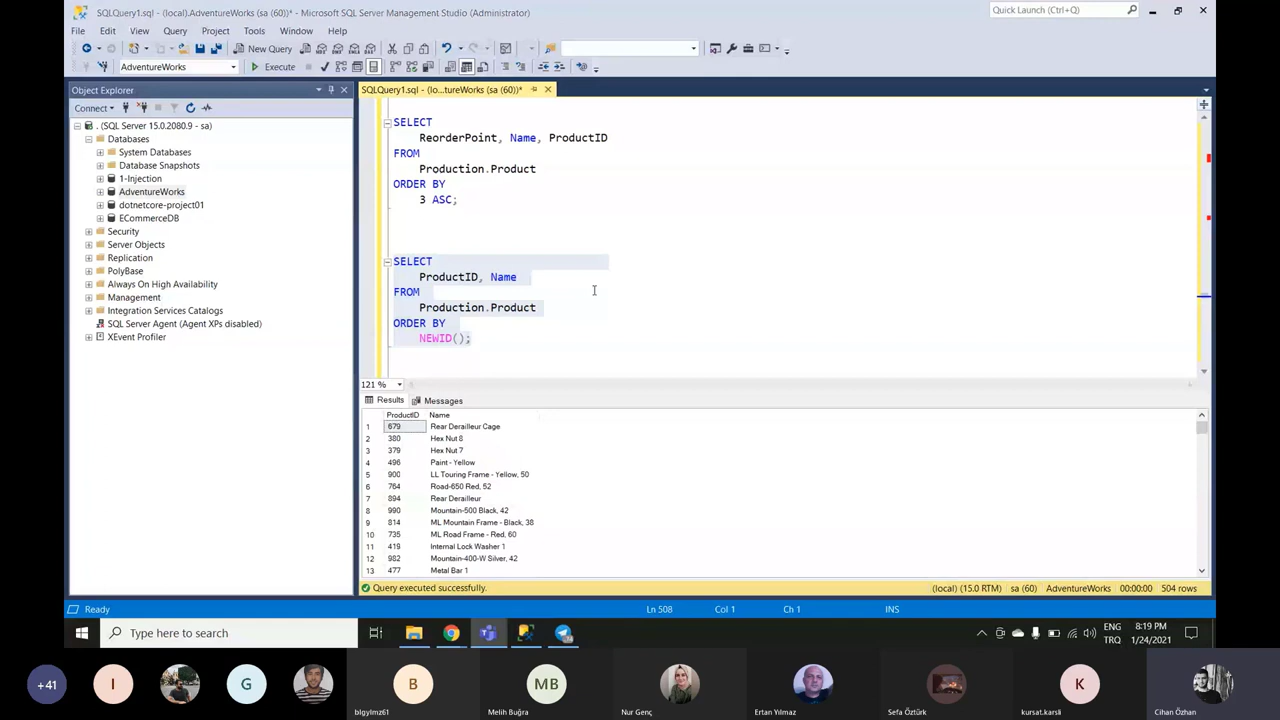 SQLQuery1.sql - (local).AdventureWorks (sa (60))* - Microsoft SQL Server Management Studio (Administrator)
Quick Launch (Ctrl+Q)
File Edit View Query Project Tools Window Help
New Query
AdventureWorks
Execute
Object Explorer
SQLQuery1.sql - (lo...tureWorks (sa (60))*
Connect
. (SQL Server 15.0.2080.9 - sa)
Databases
System Databases
Database Snapshots
1-Injection
AdventureWorks
dotnetcore-project01
ECommerceDB
Security
Server Objects
Replication
PolyBase
Always On High Availability
Management
Integration Services Catalogs
SQL Server Agent (Agent XPs disabled)
XEvent Profiler
SELECT
ReorderPoint, Name, ProductID
FROM
Production.Product
ORDER BY
3 ASC;
SELECT
ProductID, Name
FROM
Production.Product
ORDER BY
NEWID();
121 %
Results Messages
ProductID Name
1 679 Rear Derailleur Cage
2 380 Hex Nut 8
3 379 Hex Nut 7
4 496 Paint - Yellow
5 900 LL Touring Frame - Yellow, 50
6 764 Road-650 Red, 52
7 894 Rear Derailleur
8 990 Mountain-500 Black, 42
9 814 ML Mountain Frame - Black, 38
10 735 ML Road Frame - Red, 60
11 419 Internal Lock Washer 1
12 982 Mountain-400-W Silver, 42
13 477 Metal Bar 1
Query executed successfully.
(local) (15.0 RTM) sa (60) AdventureWorks 00:00:00 504 rows
Ready
Ln 508 Col 1 Ch 1 INS
Type here to search
ENG
TRQ
8:19 PM
1/24/2021
+41
I
G
B
blgylmz61
MB
Melih Buğra
Nur Genç
Ertan Yılmaz
Sefa Öztürk
K
kursat.karsli
Cihan Özhan